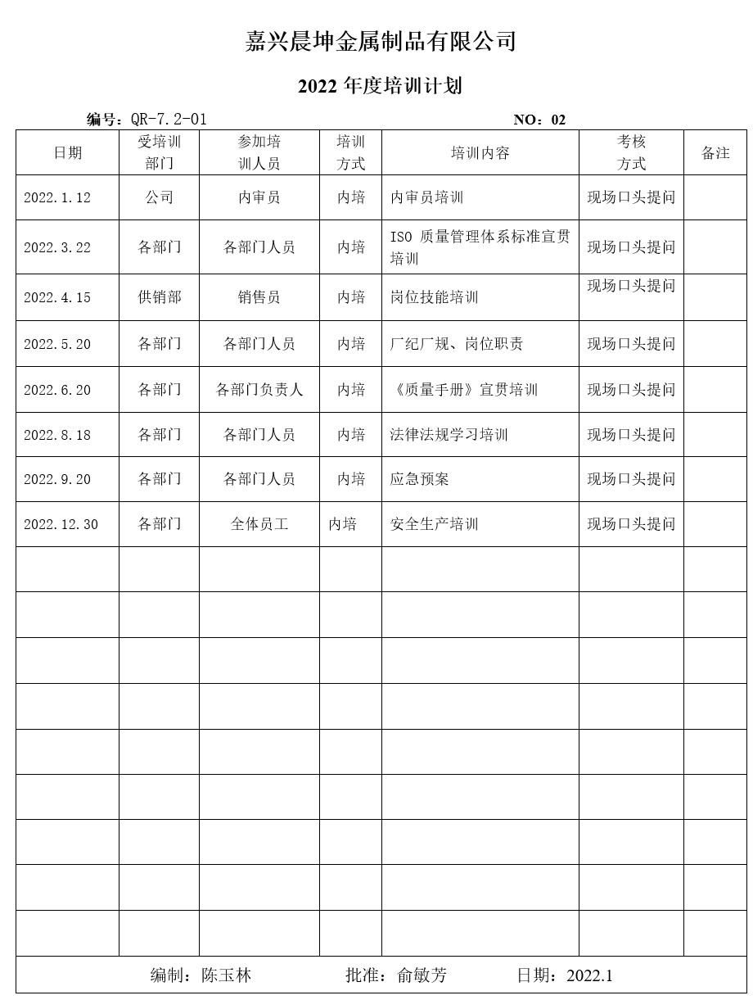 嘉兴晨坤金属制品有限公司
2022 年度培训计划
编号：QR-7.2-01 NO：02
日期 受培训部门 参加培训人员 培训方式 培训内容 考核方式 备注
2022.1.12 公司 内审员 内培 内审员培训 现场口头提问
2022.3.22 各部门 各部门人员 内培 ISO 质量管理体系标准宣贯培训 现场口头提问
2022.4.15 供销部 销售员 内培 岗位技能培训 现场口头提问
2022.5.20 各部门 各部门人员 内培 厂纪厂规、岗位职责 现场口头提问
2022.6.20 各部门 各部门负责人 内培 《质量手册》宣贯培训 现场口头提问
2022.8.18 各部门 各部门人员 内培 法律法规学习培训 现场口头提问
2022.9.20 各部门 各部门人员 内培 应急预案 现场口头提问
2022.12.30 各部门 全体员工 内培 安全生产培训 现场口头提问
编制：陈玉林 批准：俞敏芳 日期：2022.1